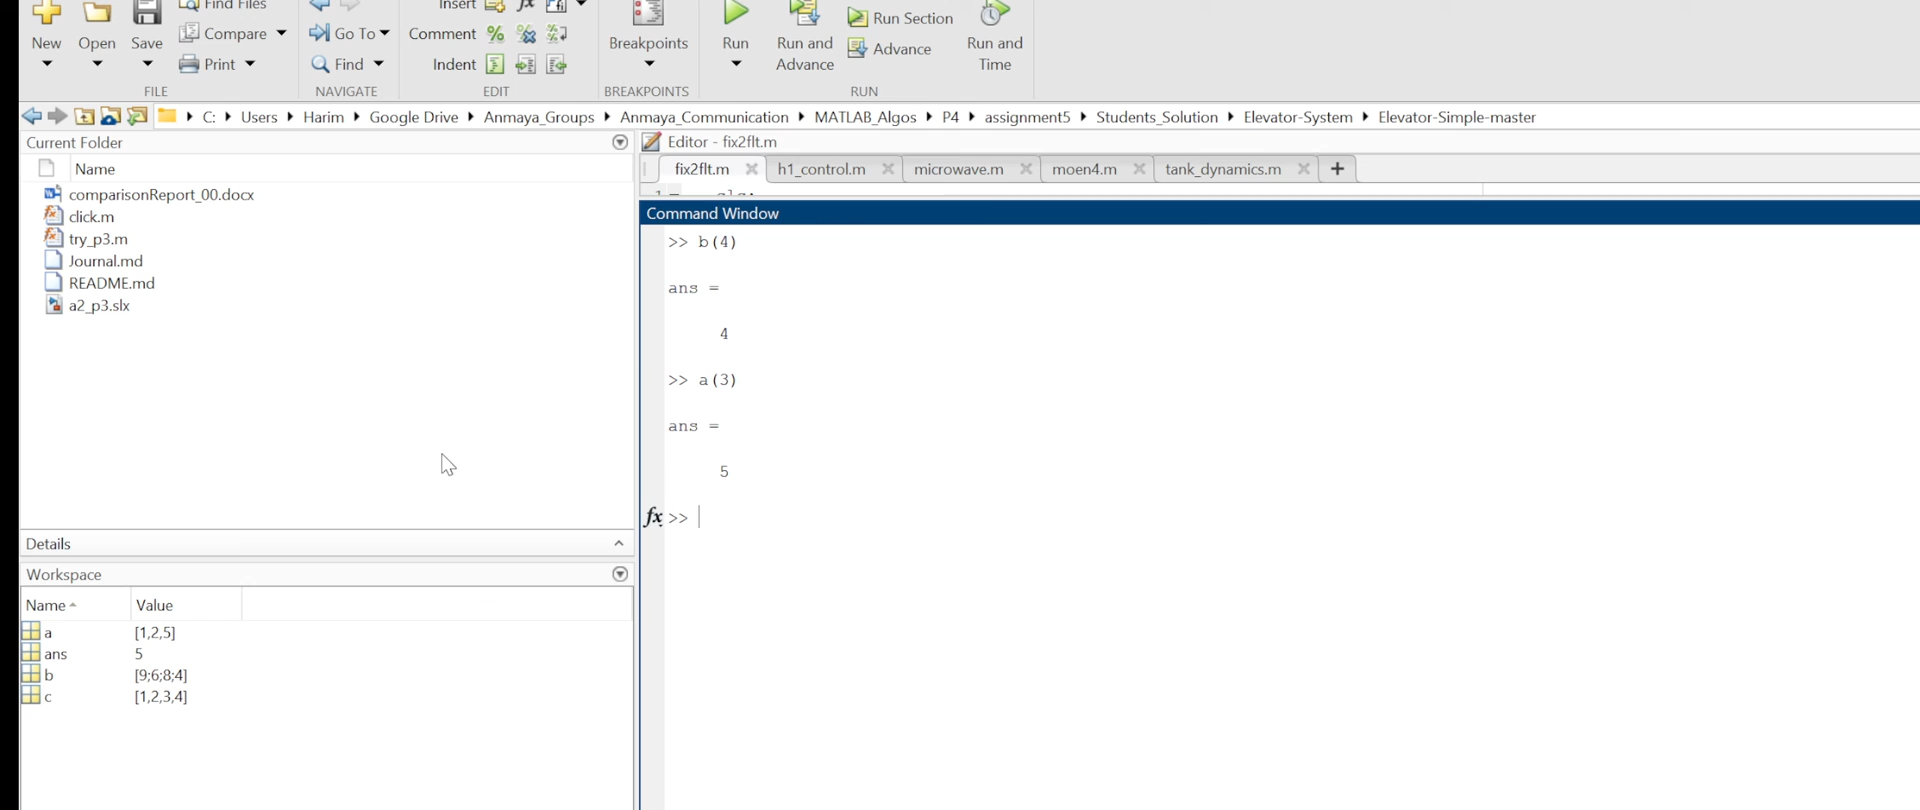 Find Files
Insert
New
Open
Save
Compare
Print
Go To
Find
Comment
Indent
Breakpoints
Run
Run and Advance
Run Section
Advance
Run and Time
FILE
NAVIGATE
EDIT
BREAKPOINTS
RUN
C: Users Harim Google Drive Anmaya_Groups Anmaya_Communication MATLAB_Algos P4 assignment5 Students_Solution Elevator-System Elevator-Simple-master
Current Folder
Name
comparisonReport_00.docx
click.m
try_p3.m
Journal.md
README.md
a2_p3.slx
Details
Workspace
Name Value
a [1,2,5]
ans 5
b [9;6;8;4]
c [1,2,3,4]
Editor - fix2flt.m
fix2flt.m h1_control.m microwave.m moen4.m tank_dynamics.m +
Command Window
>> b(4)
ans =
4
>> a(3)
ans =
5
fx >>